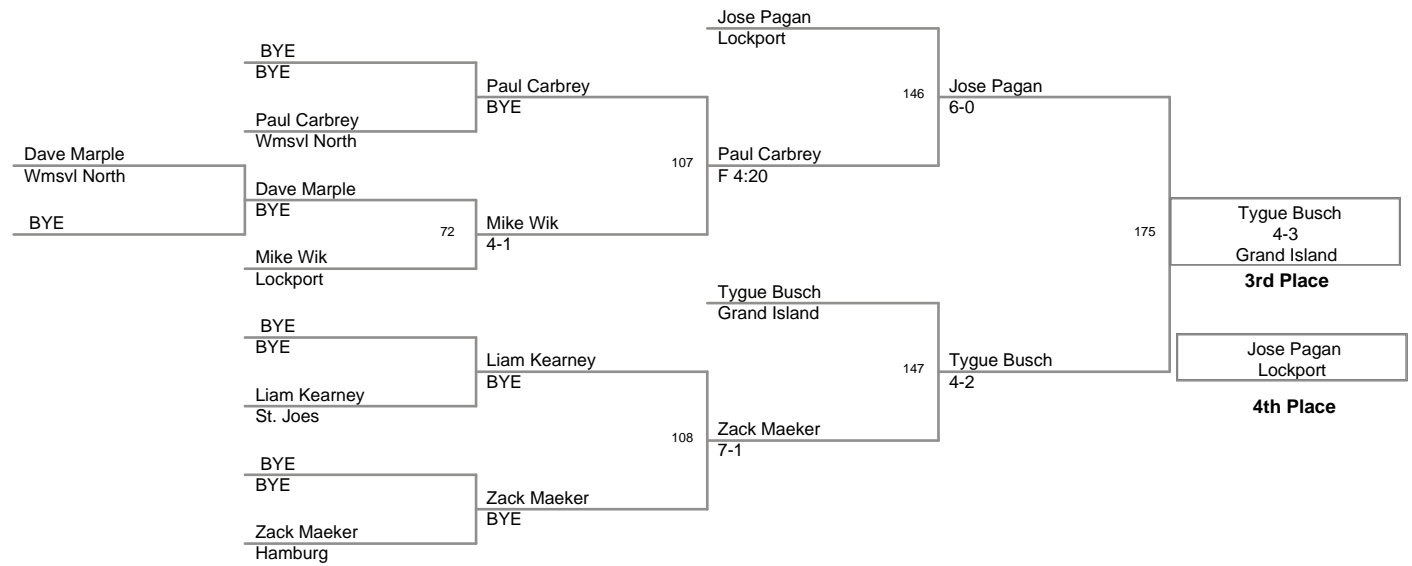 Dave Marple
Wmsvl North
BYE
BYE
BYE
Paul Carbrey
Wmsvl North
Dave Marple
BYE
72
Mike Wik
Lockport
BYE
BYE
Liam Kearney
St. Joes
BYE
BYE
Zack Maeker
Hamburg
Paul Carbrey
BYE
107
Mike Wik
4-1
Liam Kearney
BYE
108
Zack Maeker
BYE
Jose Pagan
Lockport
146
Paul Carbrey
F 4:20
Tygue Busch
Grand Island
147
Zack Maeker
7-1
Jose Pagan
6-0
175
Tygue Busch
4-2
Tygue Busch
4-3
Grand Island
3rd Place
Jose Pagan
Lockport
4th Place